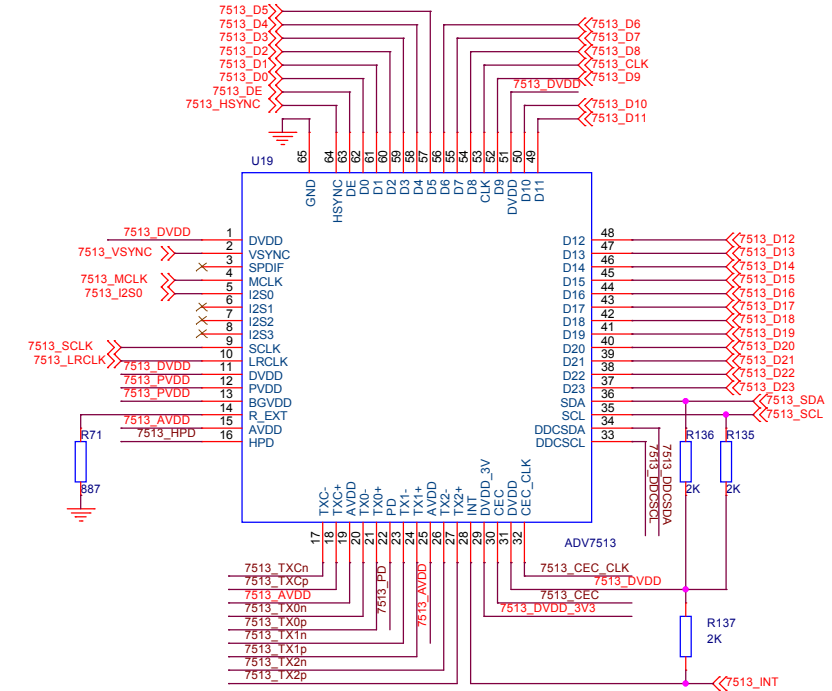 7513_D5
7513_D4
7513_D3
7513_D2
7513_D1
7513_D0
7513_DE
7513_HSYNC
7513_D6
7513_D7
7513_D8
7513_CLK
7513_D9
7513_DVDD
7513_D10
7513_D11
U19
65
64
63
62
61
60
59
58
57
56
55
54
53
52
51
50
49
GND
HSYNC
DE
D0
D1
D2
D3
D4
D5
D6
D7
D8
CLK
D9
DVDD
D10
D11
7513_DVDD 1 DVDD
7513_VSYNC 2 VSYNC
3 SPDIF
7513_MCLK 4 MCLK
7513_I2S0 5 I2S0
6 I2S1
7 I2S2
8 I2S3
7513_SCLK 9 SCLK
7513_LRCLK 10 LRCLK
7513_DVDD 11 DVDD
7513_PVDD 12 PVDD
7513_PVDD 13 BGVDD
14 R_EXT
7513_AVDD 15 AVDD
7513_HPD 16 HPD
R71
887
D12 48 7513_D12
D13 47 7513_D13
D14 46 7513_D14
D15 45 7513_D15
D16 44 7513_D16
D17 43 7513_D17
D18 42 7513_D18
D19 41 7513_D19
D20 40 7513_D20
D21 39 7513_D21
D22 38 7513_D22
D23 37 7513_D23
SDA 36 7513_SDA
SCL 35 7513_SCL
DDCSDA 34
DDCSCL 33
7513_DDCSCL
7513_DDCSDA
R136
2K
R135
2K
TXC-
TXC+
AVDD
TX0-
TX0+
PD
TX1-
TX1+
AVDD
TX2-
TX2+
INT
DVDD_3V
CEC
DVDD
CEC_CLK
17
18
19
20
21
22
23
24
25
26
27
28
29
30
31
32
ADV7513
7513_TXCn
7513_TXCp
7513_AVDD
7513_TX0n
7513_TX0p
7513_TX1n
7513_TX1p
7513_TX2n
7513_TX2p
7513_PD
7513_AVDD
7513_CEC_CLK
7513_DVDD
7513_CEC
7513_DVDD_3V3
R137
2K
7513_INT